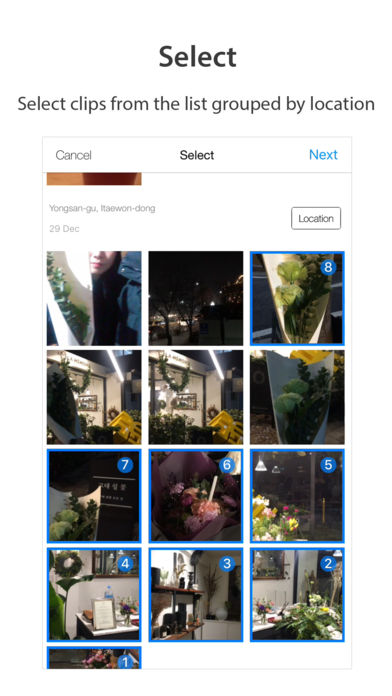 Select
Select clips from the list grouped by location
Cancel
Select
Next
Yongsan-gu, Itaewon-dong
29 Dec
Location
8
7
6
5
4
3
2
1